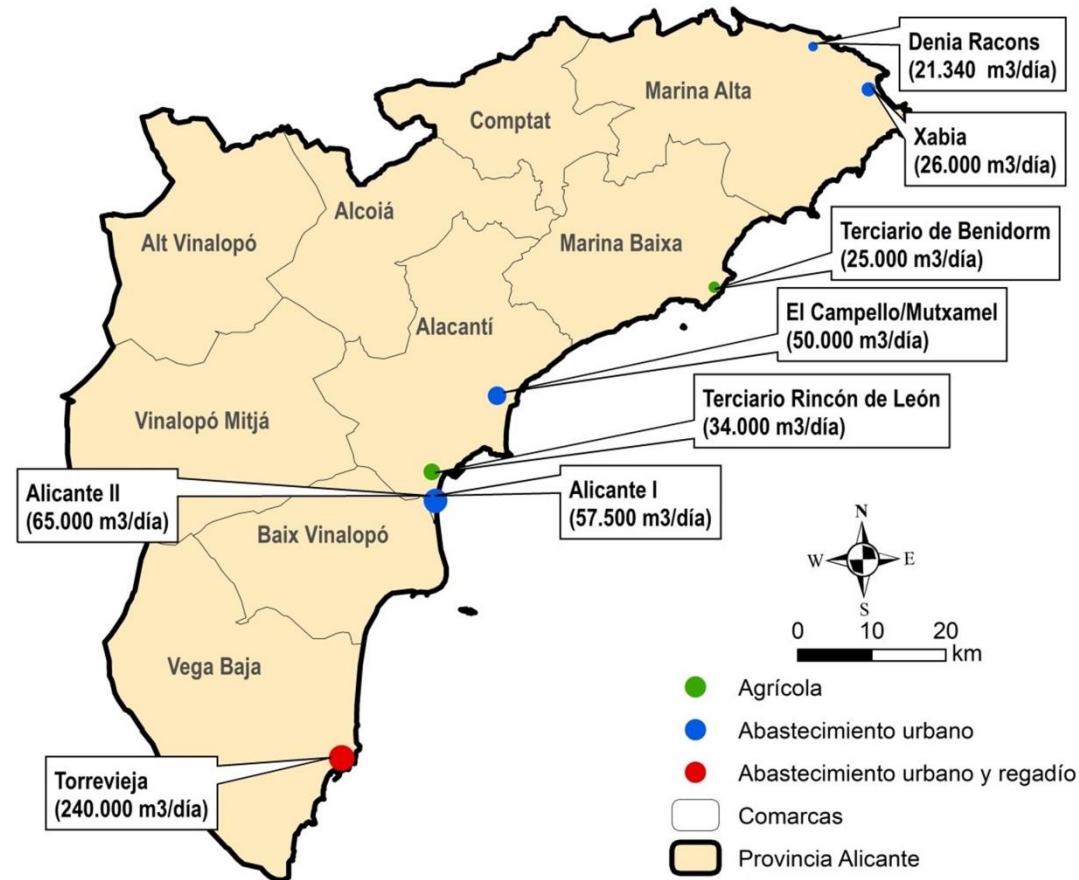 Denia Racons
(21.340 m3/día)
Marina Alta
Comptat
Xabia
(26.000 m3/día)
Alcoiá
Alt Vinalopó
Marina Baixa
Terciario de Benidorm
(25.000 m3/día)
El Campello/Mutxamel
(50.000 m3/día)
Alacantí
Terciario Rincón de León
(34.000 m3/día)
Vinalopó Mitjá
Alicante II
(65.000 m3/día)
Alicante I
(57.500 m3/día)
Baix Vinalopó
N
W
E
S
0 10 20
km
Vega Baja
Torrevieja
(240.000 m3/día)
Agrícola
Abastecimiento urbano
Abastecimiento urbano y regadío
Comarcas
Provincia Alicante